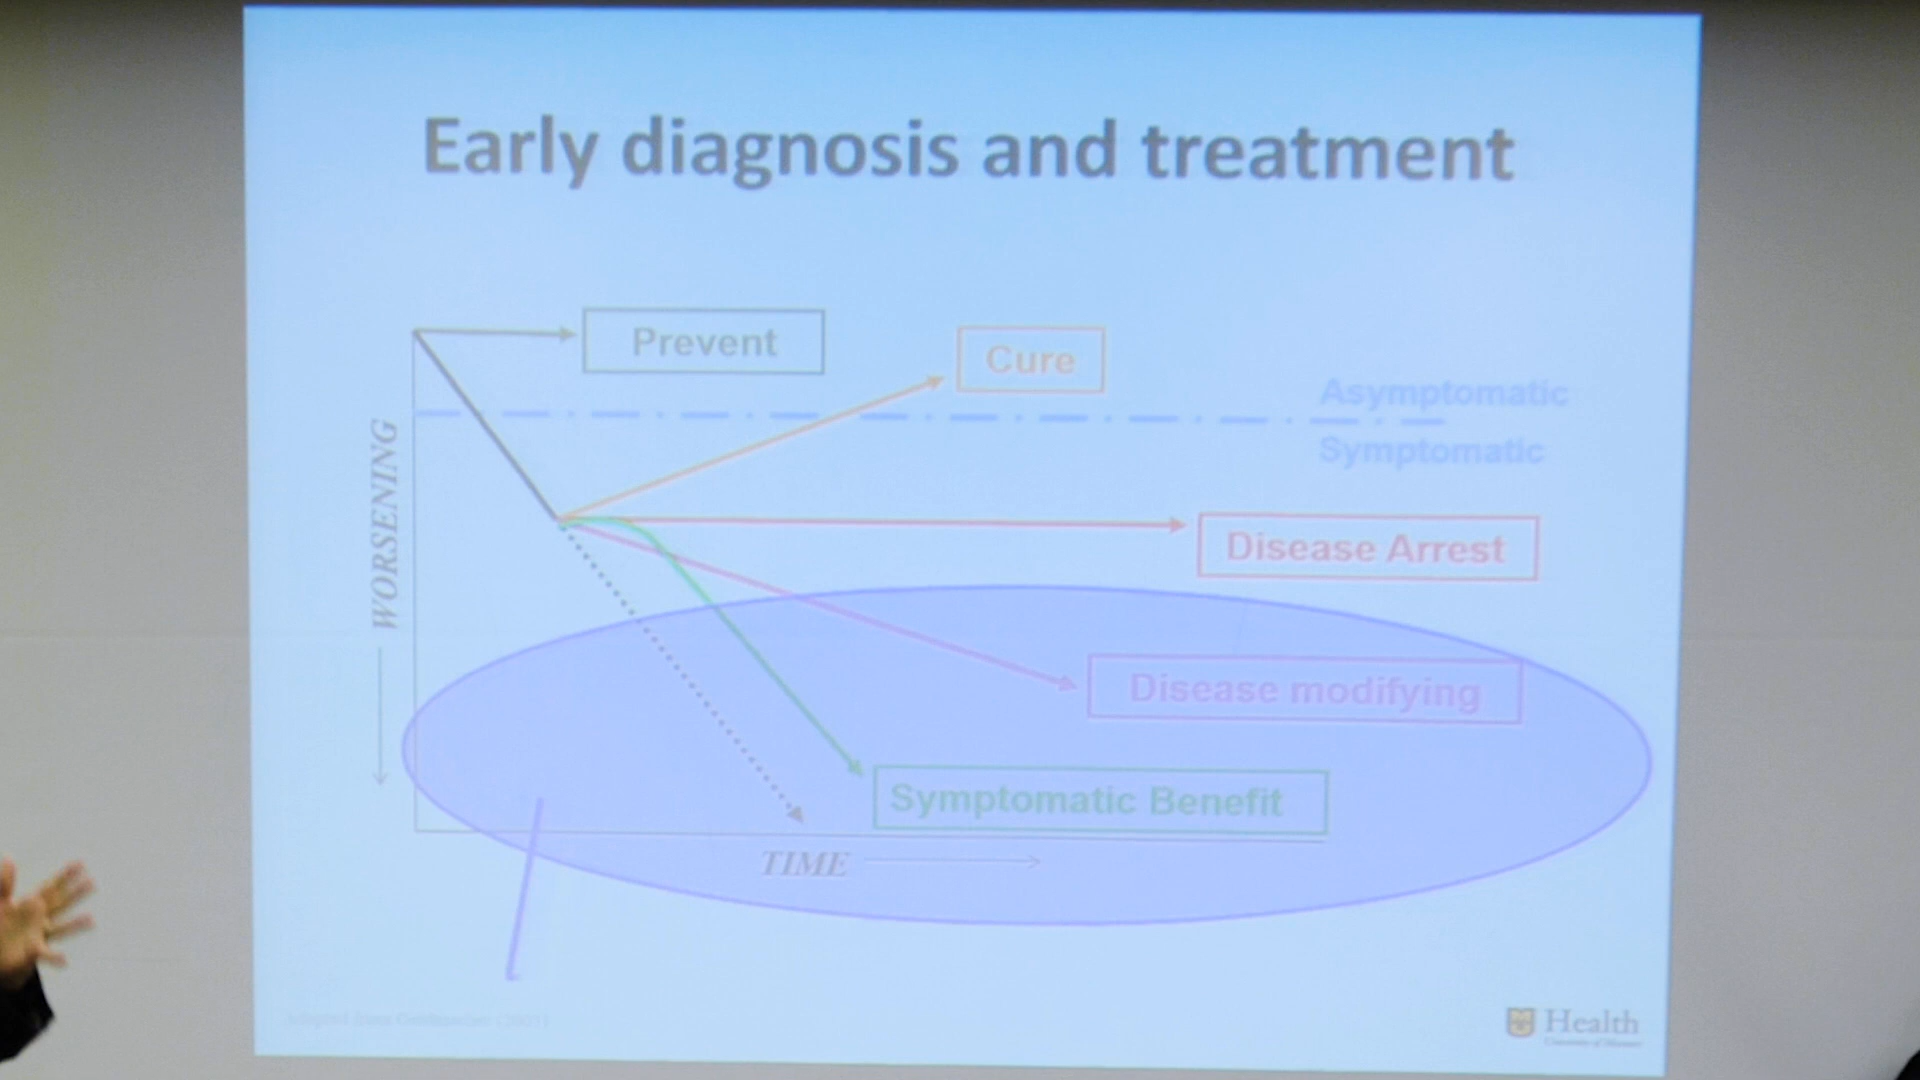 Early diagnosis and treatment
Prevent
Cure
Asymptomatic
Symptomatic
WORSENING
Disease Arrest
Disease modifying
Symptomatic Benefit
TIME
Health